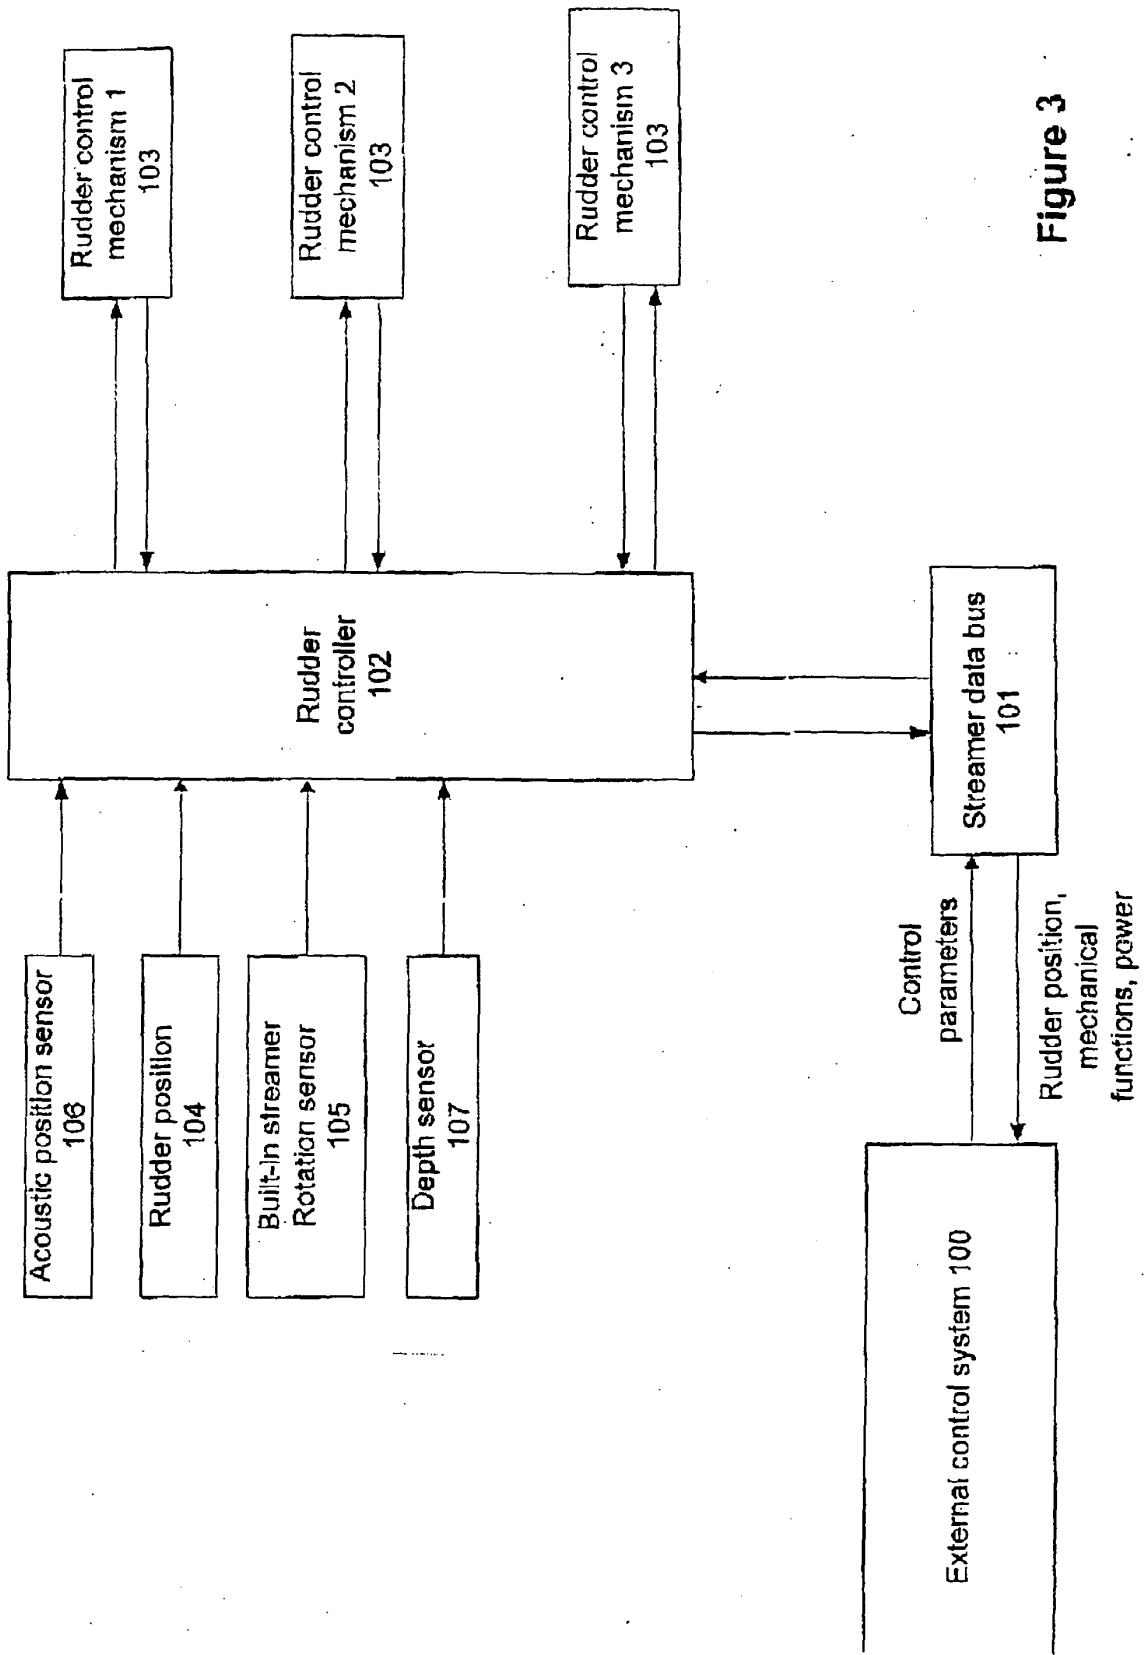 Acoustic position sensor
106
Rudder position
104
Built-in streamer
Rotation sensor
105
Depth sensor
107
Rudder
controller
102
Rudder control
mechanism 1
103
Rudder control
mechanism 2
103
Rudder control
mechanism 3
103
External control system 100
Control
parameters
Rudder position,
mechanical
functions, power
Streamer data bus
101
Figure 3